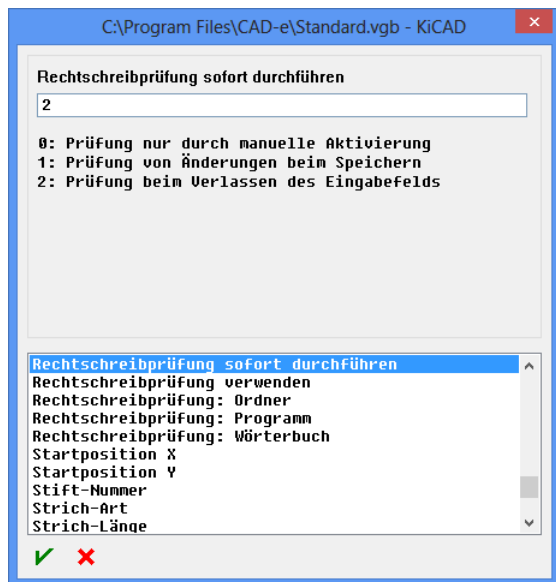 C:\Program Files\CAD-e\Standard.vgb - KiCAD
Rechtschreibprüfung sofort durchführen
2
0: Prüfung nur durch manuelle Aktivierung
1: Prüfung von Änderungen beim Speichern
2: Prüfung beim Verlassen des Eingabefelds
Rechtschreibprüfung sofort durchführen
Rechtschreibprüfung verwenden
Rechtschreibprüfung: Ordner
Rechtschreibprüfung: Programm
Rechtschreibprüfung: Wörterbuch
Startposition X
Startposition Y
Stift-Nummer
Strich-Art
Strich-Länge